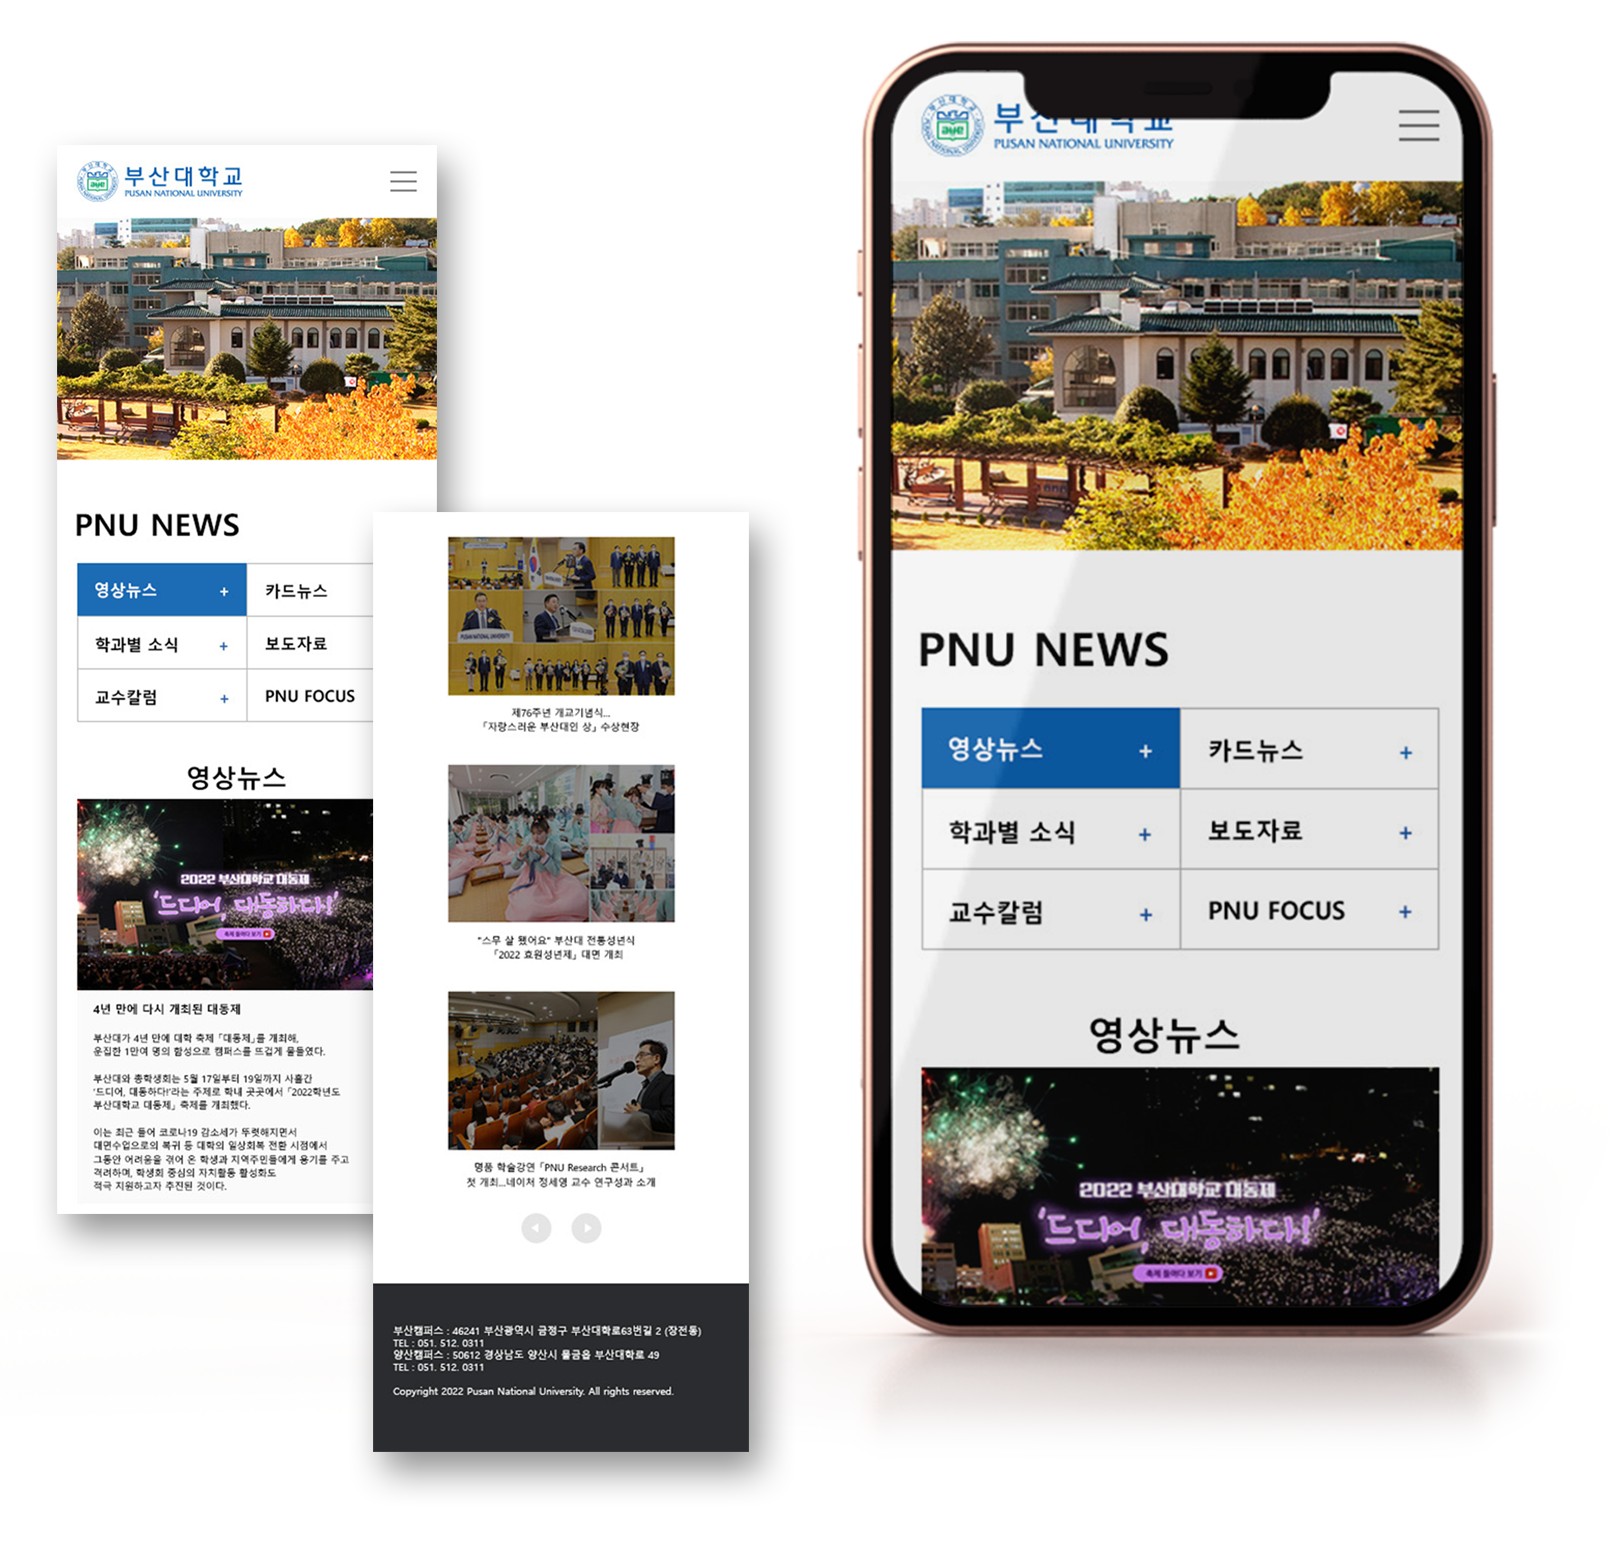 부산대학교
PUSAN NATIONAL UNIVERSITY
PNU NEWS
영상뉴스 +
카드뉴스
학과별 소식 +
보도자료
교수칼럼 +
PNU FOCUS
영상뉴스
2022 부산대학교 대동제
'드디어, 대동하다!'
축제 돌아다 보기
4년 만에 다시 개최된 대동제
부산대가 4년 만에 대학 축제 「대동제」를 개최해,
운집한 1만여 명의 함성으로 캠퍼스를 뜨겁게 물들였다.
부산대와 총학생회는 5월 17일부터 19일까지 사흘간
'드디어, 대동하다!'라는 주제로 학내 곳곳에서 「2022학년도
부산대학교 대동제」 축제를 개최했다.
이는 최근 들어 코로나19 감소세가 뚜렷해지면서
대면수업으로의 복귀 등 대학의 일상회복 전환 시점에서
그동안 어려움을 겪어 온 학생과 지역주민들에게 용기를 주고
격려하며, 학생회 중심의 자치활동 활성화도
적극 지원하고자 추진된 것이다.
PUSAN NATIONAL UNIVERSITY
제76주년 개교기념식...
「자랑스러운 부산대인 상」 수상현장
"스무 살 됐어요" 부산대 전통성년식
「2022 효원성년제」 대면 개최
명품 학술강연 「PNU Research 콘서트」
첫 개최...네이처 정세영 교수 연구성과 소개
부산캠퍼스 : 46241 부산광역시 금정구 부산대학로63번길 2 (장전동)
TEL : 051. 512. 0311
양산캠퍼스 : 50612 경상남도 양산시 물금읍 부산대학로 49
TEL : 051. 512. 0311
Copyright 2022 Pusan National University. All rights reserved.
부산대학교
PUSAN NATIONAL UNIVERSITY
PNU NEWS
영상뉴스 +
카드뉴스 +
학과별 소식 +
보도자료 +
교수칼럼 +
PNU FOCUS +
영상뉴스
2022 부산대학교 대동제
'드디어, 대동하다!'
축제 돌아다 보기